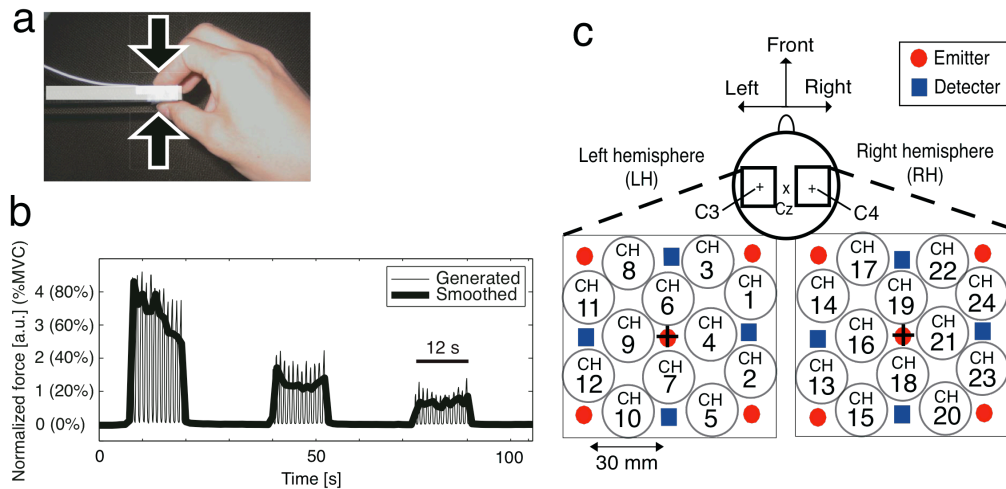 a
b
Normalized force [a.u.] (%MVC]
4 (80%)
3 (60%)
2 (40%)
1 (20%)
0 (0%)
Generated
Smoothed
12 s
0
50
100
Time [s]
c
Front
Left
Right
Emitter
Detecter
Left hemisphere
(LH)
Right hemisphere
(RH)
C3
x
Cz
C4
CH
8
CH
3
CH
11
CH
6
CH
1
CH
9
CH
4
CH
12
CH
7
CH
2
CH
10
CH
5
30 mm
CH
17
CH
22
CH
14
CH
19
CH
24
CH
16
CH
21
CH
13
CH
18
CH
23
CH
15
CH
20